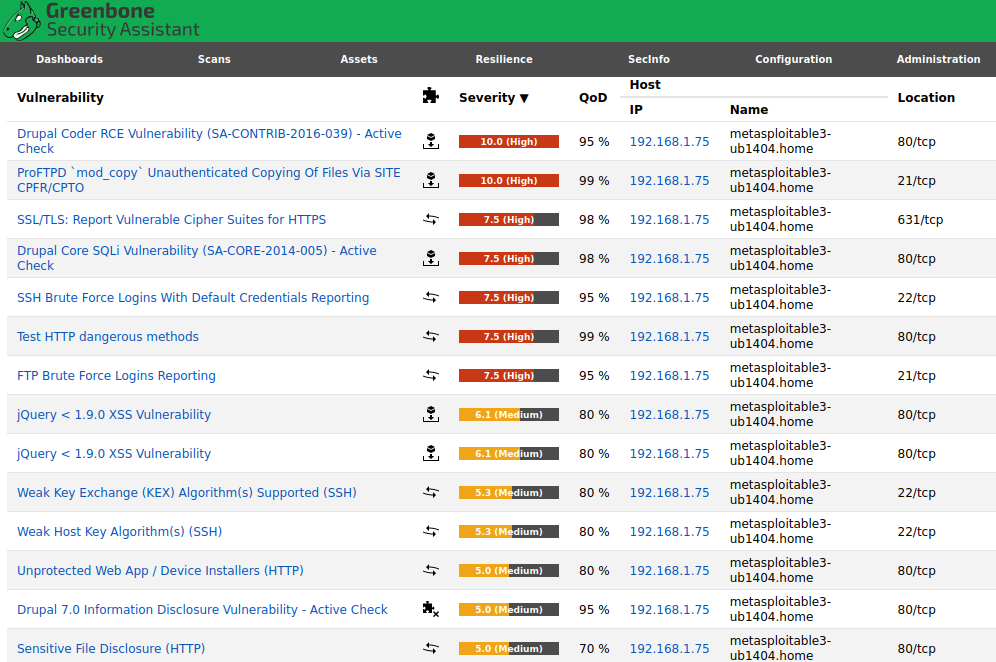 Greenbone
Security Assistant
Dashboards Scans Assets Resilience SecInfo Configuration Administration
Vulnerability Severity ▼ QoD Host Location
IP Name
Drupal Coder RCE Vulnerability (SA-CONTRIB-2016-039) - Active
Check 10.0 (High) 95 % 192.168.1.75 metasploitable3-
ub1404.home 80/tcp
ProFTPD `mod_copy` Unauthenticated Copying Of Files Via SITE
CPFR/CPTO 10.0 (High) 99 % 192.168.1.75 metasploitable3-
ub1404.home 21/tcp
SSL/TLS: Report Vulnerable Cipher Suites for HTTPS 7.5 (High) 98 % 192.168.1.75 metasploitable3-
ub1404.home 631/tcp
Drupal Core SQLi Vulnerability (SA-CORE-2014-005) - Active
Check 7.5 (High) 98 % 192.168.1.75 metasploitable3-
ub1404.home 80/tcp
SSH Brute Force Logins With Default Credentials Reporting 7.5 (High) 95 % 192.168.1.75 metasploitable3-
ub1404.home 22/tcp
Test HTTP dangerous methods 7.5 (High) 99 % 192.168.1.75 metasploitable3-
ub1404.home 80/tcp
FTP Brute Force Logins Reporting 7.5 (High) 95 % 192.168.1.75 metasploitable3-
ub1404.home 21/tcp
jQuery < 1.9.0 XSS Vulnerability 6.1 (Medium) 80 % 192.168.1.75 metasploitable3-
ub1404.home 80/tcp
jQuery < 1.9.0 XSS Vulnerability 6.1 (Medium) 80 % 192.168.1.75 metasploitable3-
ub1404.home 80/tcp
Weak Key Exchange (KEX) Algorithm(s) Supported (SSH) 5.3 (Medium) 80 % 192.168.1.75 metasploitable3-
ub1404.home 22/tcp
Weak Host Key Algorithm(s) (SSH) 5.3 (Medium) 80 % 192.168.1.75 metasploitable3-
ub1404.home 22/tcp
Unprotected Web App / Device Installers (HTTP) 5.0 (Medium) 80 % 192.168.1.75 metasploitable3-
ub1404.home 80/tcp
Drupal 7.0 Information Disclosure Vulnerability - Active Check 5.0 (Medium) 95 % 192.168.1.75 metasploitable3-
ub1404.home 80/tcp
Sensitive File Disclosure (HTTP) 5.0 (Medium) 70 % 192.168.1.75 metasploitable3-
ub1404.home 80/tcp